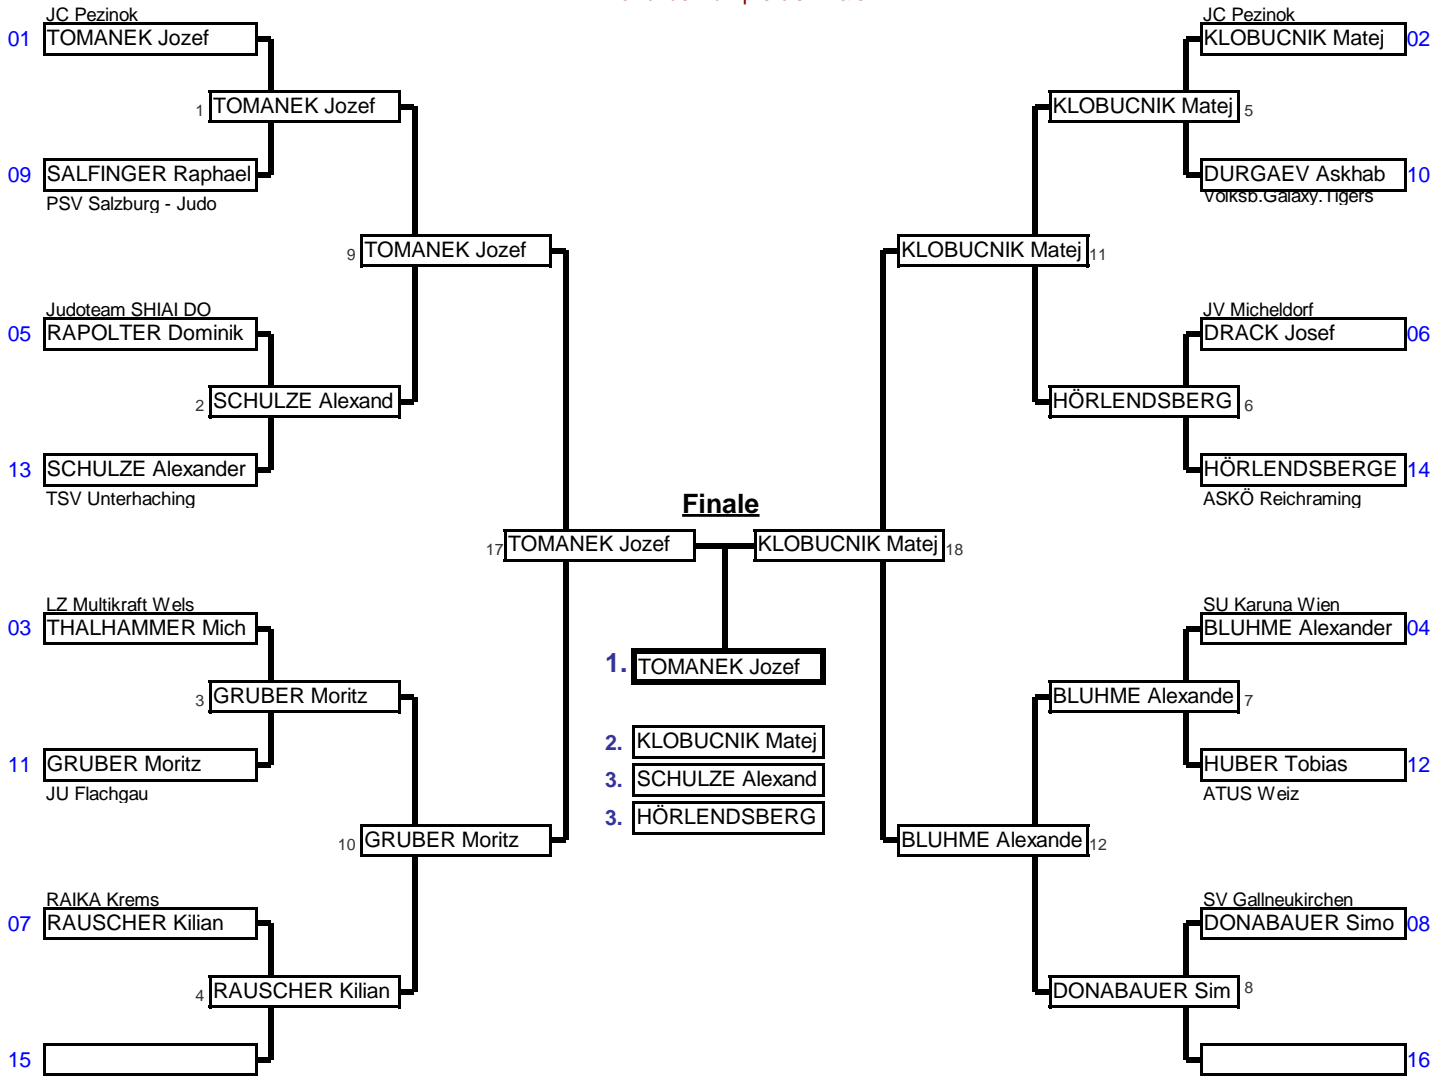 JC Pezinok
01 TOMANEK Jozef
1 TOMANEK Jozef
09 SALFINGER Raphael
PSV Salzburg - Judo
9 TOMANEK Jozef
Judoteam SHIAI DO
05 RAPOLTER Dominik
2 SCHULZE Alexand
13 SCHULZE Alexander
TSV Unterhaching
17 TOMANEK Jozef
LZ Multikraft Wels
03 THALHAMMER Mich
3 GRUBER Moritz
11 GRUBER Moritz
JU Flachgau
10 GRUBER Moritz
RAIKA Krems
07 RAUSCHER Kilian
4 RAUSCHER Kilian
15
Finale
1. TOMANEK Jozef
2. KLOBUCNIK Matej
3. SCHULZE Alexand
3. HÖRLENDSBERG
JC Pezinok
KLOBUCNIK Matej 02
KLOBUCNIK Matej 5
DURGAEV Askhab 10
Volksb.Galaxy.Tigers
KLOBUCNIK Matej 11
JV Micheldorf
DRACK Josef 06
HÖRLENDSBERG 6
HÖRLENDSBERGE 14
ASKÖ Reichraming
KLOBUCNIK Matej 18
SU Karuna Wien
BLUHME Alexander 04
BLUHME Alexande 7
HUBER Tobias 12
ATUS Weiz
BLUHME Alexande 12
SV Gallneukirchen
DONABAUER Simo 08
DONABAUER Sim 8
16